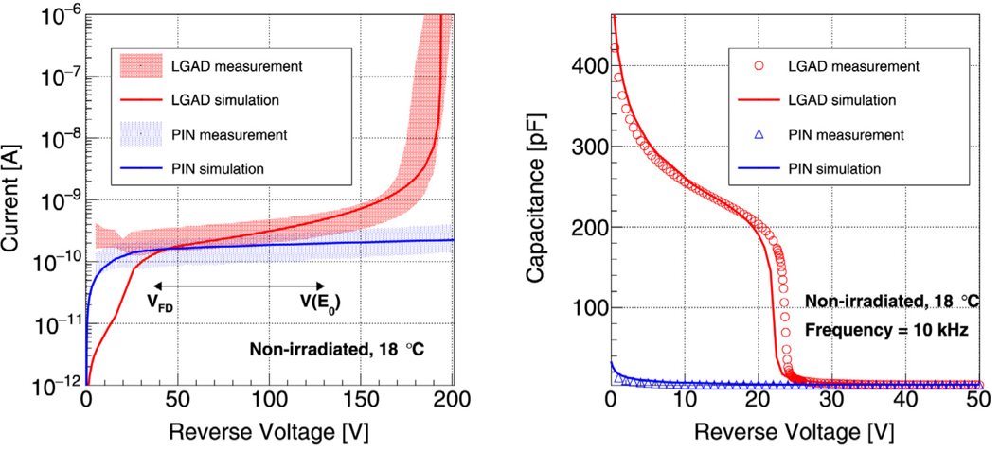 10⁻⁶
10⁻⁷
10⁻⁸
10⁻⁹
10⁻¹⁰
10⁻¹¹
10⁻¹²
Current [A]
LGAD measurement
LGAD simulation
PIN measurement
PIN simulation
V_FD
V(E₀)
Non-irradiated, 18 °C
0 50 100 150 200
Reverse Voltage [V]
400
300
200
100
Capacitance [pF]
LGAD measurement
LGAD simulation
PIN measurement
PIN simulation
Non-irradiated, 18 °C
Frequency = 10 kHz
0 10 20 30 40 50
Reverse Voltage [V]